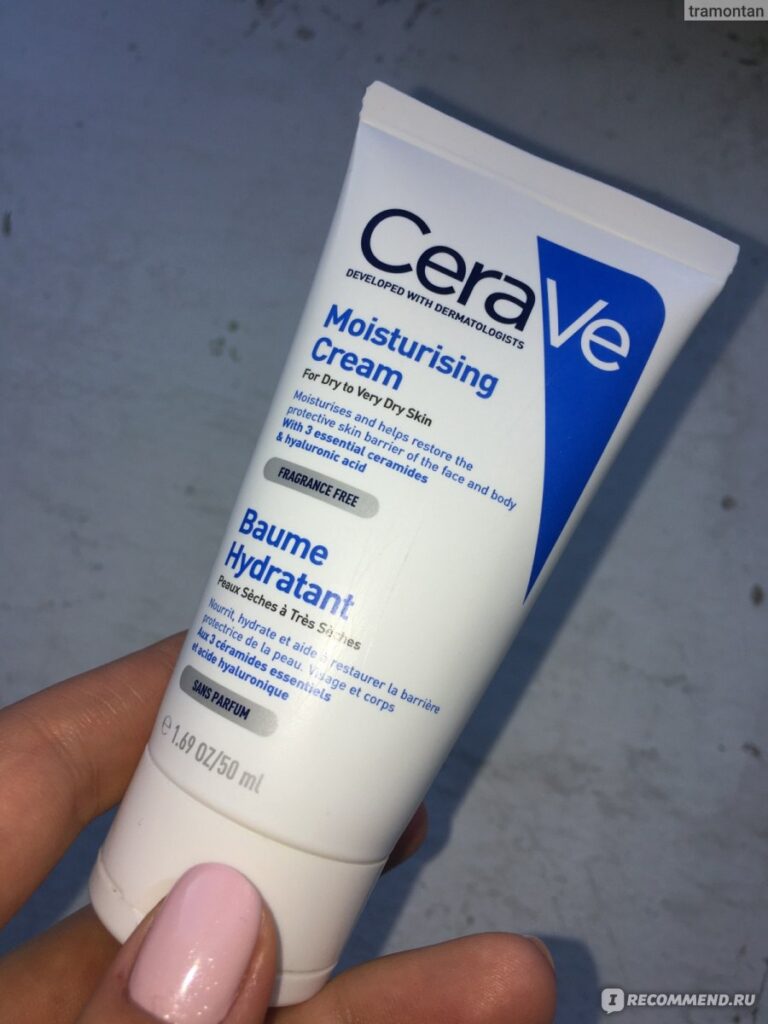 tramontan
CeraVe
DEVELOPED WITH DERMATOLOGISTS
Moisturising
Cream
For Dry to Very Dry Skin
Moisturises and helps restore the
protective skin barrier of the face and body
With 3 essential ceramides
& hyaluronic acid
FRAGRANCE FREE
Baume
Hydratant
Peaux Sèches à Très Sèches
Nourrit, hydrate et aide à restaurer la barrière
protectrice de la peau. Visage et corps
Aux 3 céramides essentiels
et acide hyaluronique
SANS PARFUM
℮ 1.69 OZ/50 ml
IRECOMMEND.RU